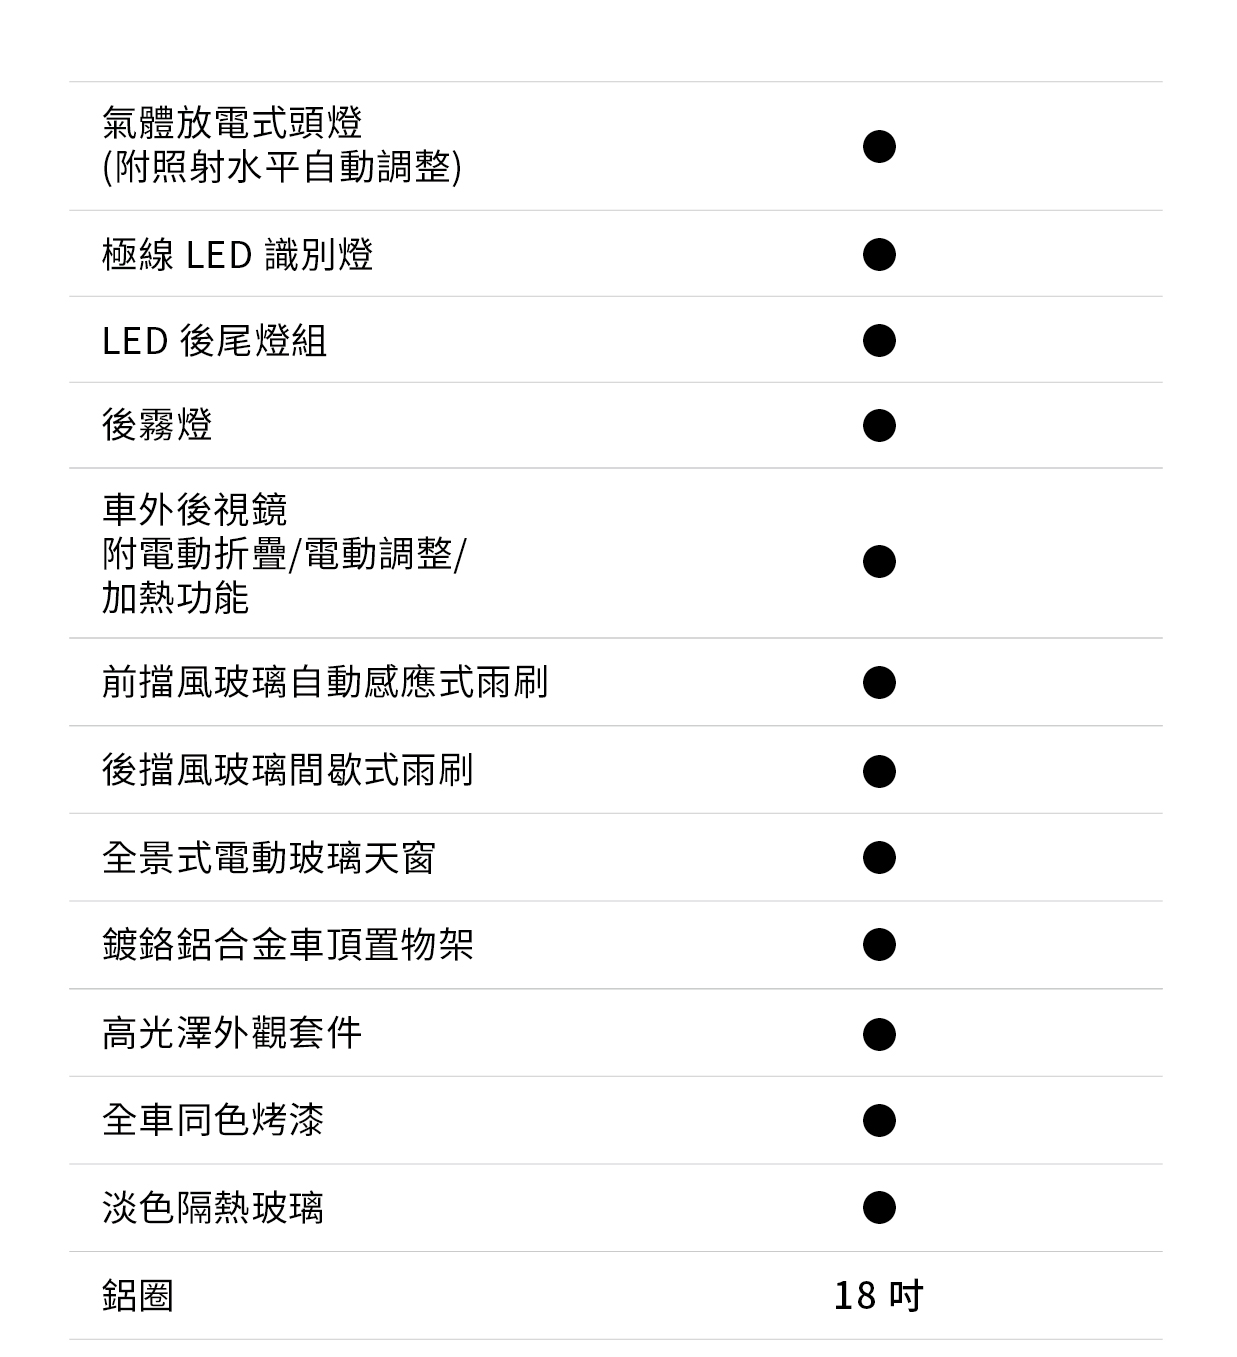 氣體放電式頭燈
(附照射水平自動調整)
●
極線 LED 識別燈 ●
LED 後尾燈組 ●
後霧燈 ●
車外後視鏡
附電動折疊/電動調整/
加熱功能
●
前擋風玻璃自動感應式雨刷 ●
後擋風玻璃間歇式雨刷 ●
全景式電動玻璃天窗 ●
鍍鉻鋁合金車頂置物架 ●
高光澤外觀套件 ●
全車同色烤漆 ●
淡色隔熱玻璃 ●
鋁圈 18 吋